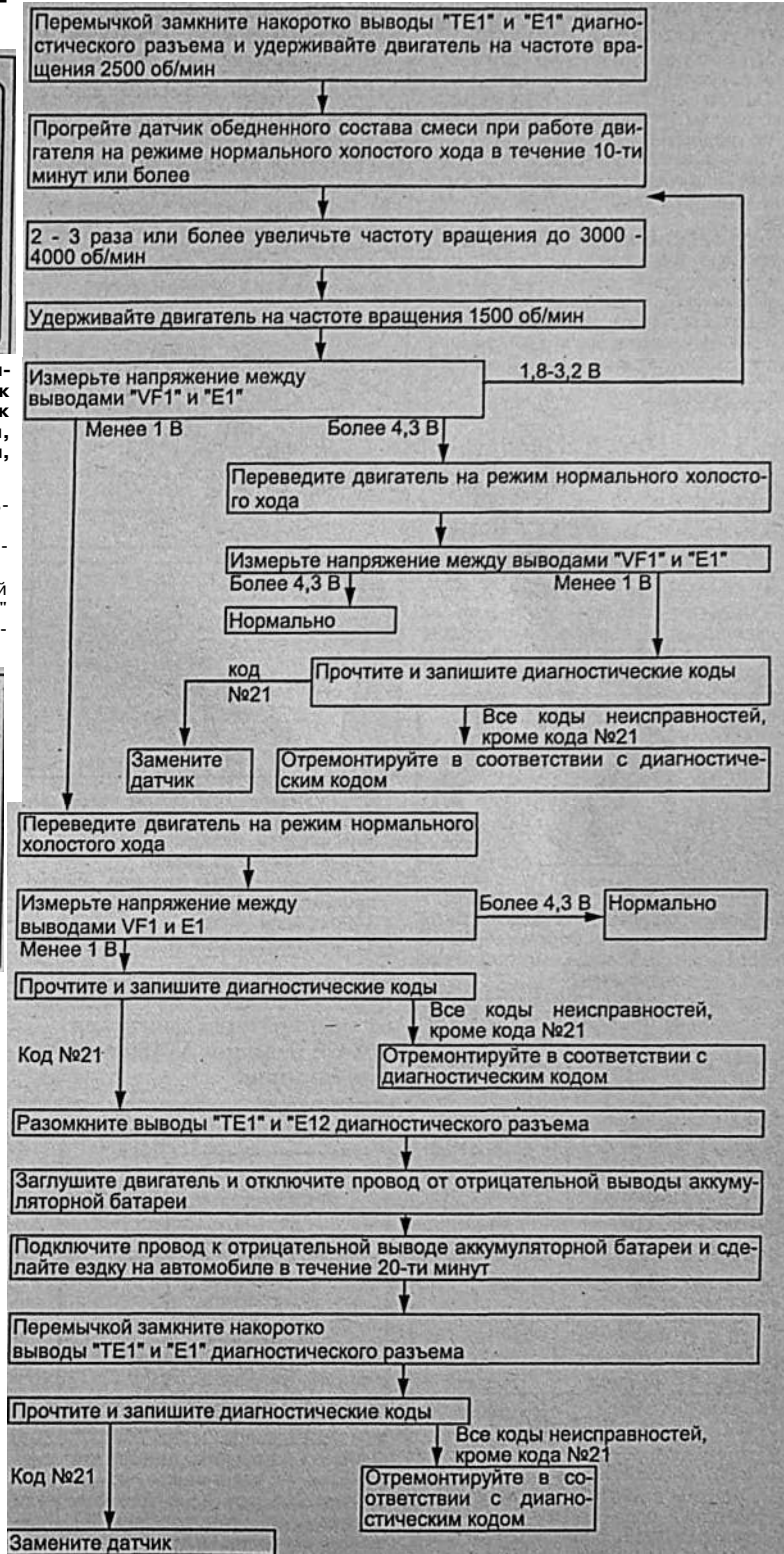 Перемычкой замкните накоротко выводы "TE1" и "E1" диагно-
стического разъема и удерживайте двигатель на частоте вра-
щения 2500 об/мин
Прогрейте датчик обедненного состава смеси при работе дви-
гателя на режиме нормального холостого хода в течение 10-ти
минут или более
2 - 3 раза или более увеличьте частоту вращения до 3000 -
4000 об/мин
Удерживайте двигатель на частоте вращения 1500 об/мин
Измерьте напряжение между
выводами "VF1" и "E1"
1,8-3,2 В
Менее 1 В
Более 4,3 В
Переведите двигатель на режим нормального холосто-
го хода
Измерьте напряжение между выводами "VF1" и "E1"
Более 4,3 В
Менее 1 В
Нормально
Прочтите и запишите диагностические коды
код
№21
Все коды неисправностей,
кроме кода №21
Замените
датчик
Отремонтируйте в соответствии с диагностиче-
ским кодом
Переведите двигатель на режим нормального
холостого хода
Измерьте напряжение между
выводами VF1 и E1
Более 4,3 В
Нормально
Менее 1 В
Прочтите и запишите диагностические коды
Все коды неисправностей,
кроме кода №21
Код №21
Отремонтируйте в соответствии с
диагностическим кодом
Разомкните выводы "TE1" и "E12 диагностического разъема
Заглушите двигатель и отключите провод от отрицательной выводы аккуму-
ляторной батареи
Подключите провод к отрицательной выводе аккумуляторной батареи и сде-
лайте ездку на автомобиле в течение 20-ти минут
Перемычкой замкните накоротко
выводы "TE1" и "E1" диагностического разъема
Прочтите и запишите диагностические коды
Все коды неисправностей,
кроме кода №21
Код №21
Отремонтируйте в со-
ответствии с диагно-
стическим кодом
Замените датчик